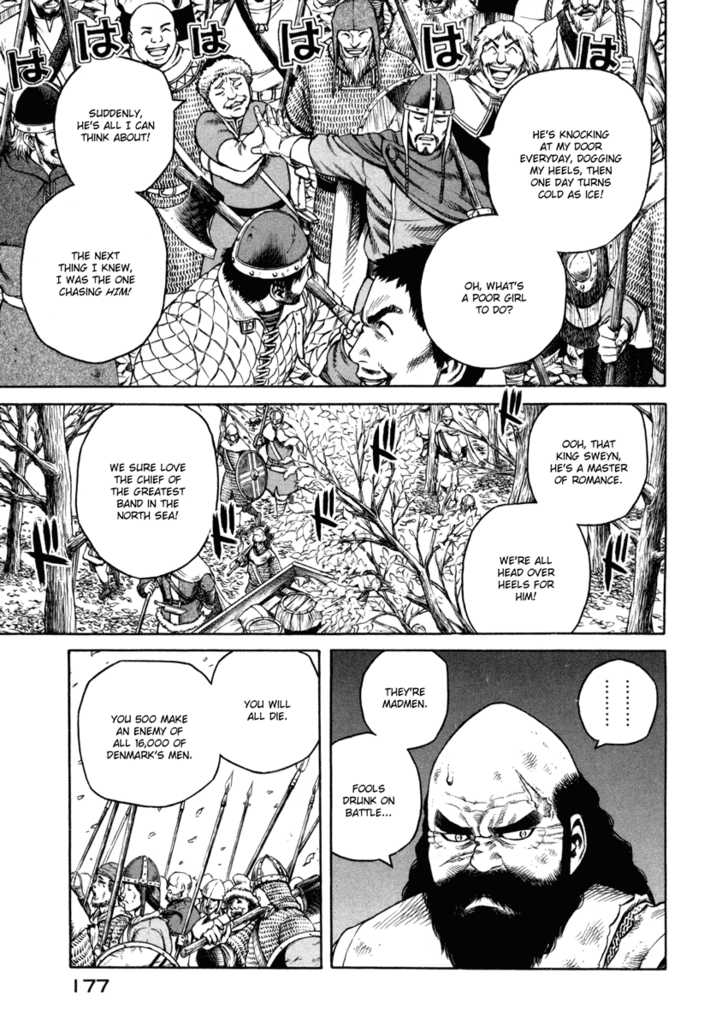 は は は は は は
HE'S KNOCKING
AT MY DOOR
EVERYDAY, DOGGING
MY HEELS, THEN
ONE DAY TURNS
COLD AS ICE!
OH, WHAT'S
A POOR GIRL
TO DO?
SUDDENLY,
HE'S ALL I CAN
THINK ABOUT!
THE NEXT
THING I KNEW,
I WAS THE ONE
CHASING HIM!
OOH, THAT
KING SWEYN,
HE'S A MASTER
OF ROMANCE.
WE'RE ALL
HEAD OVER
HEELS FOR
HIM!
ド ド ド ド ド ド
WE SURE LOVE
THE CHIEF OF
THE GREATEST
BAND IN THE
NORTH SEA!
THEY'RE
MADMEN.
FOOLS
DRUNK ON
BATTLE...
YOU WILL
ALL DIE.
YOU 500 MAKE
AN ENEMY OF
ALL 16,000 OF
DENMARK'S MEN.
177